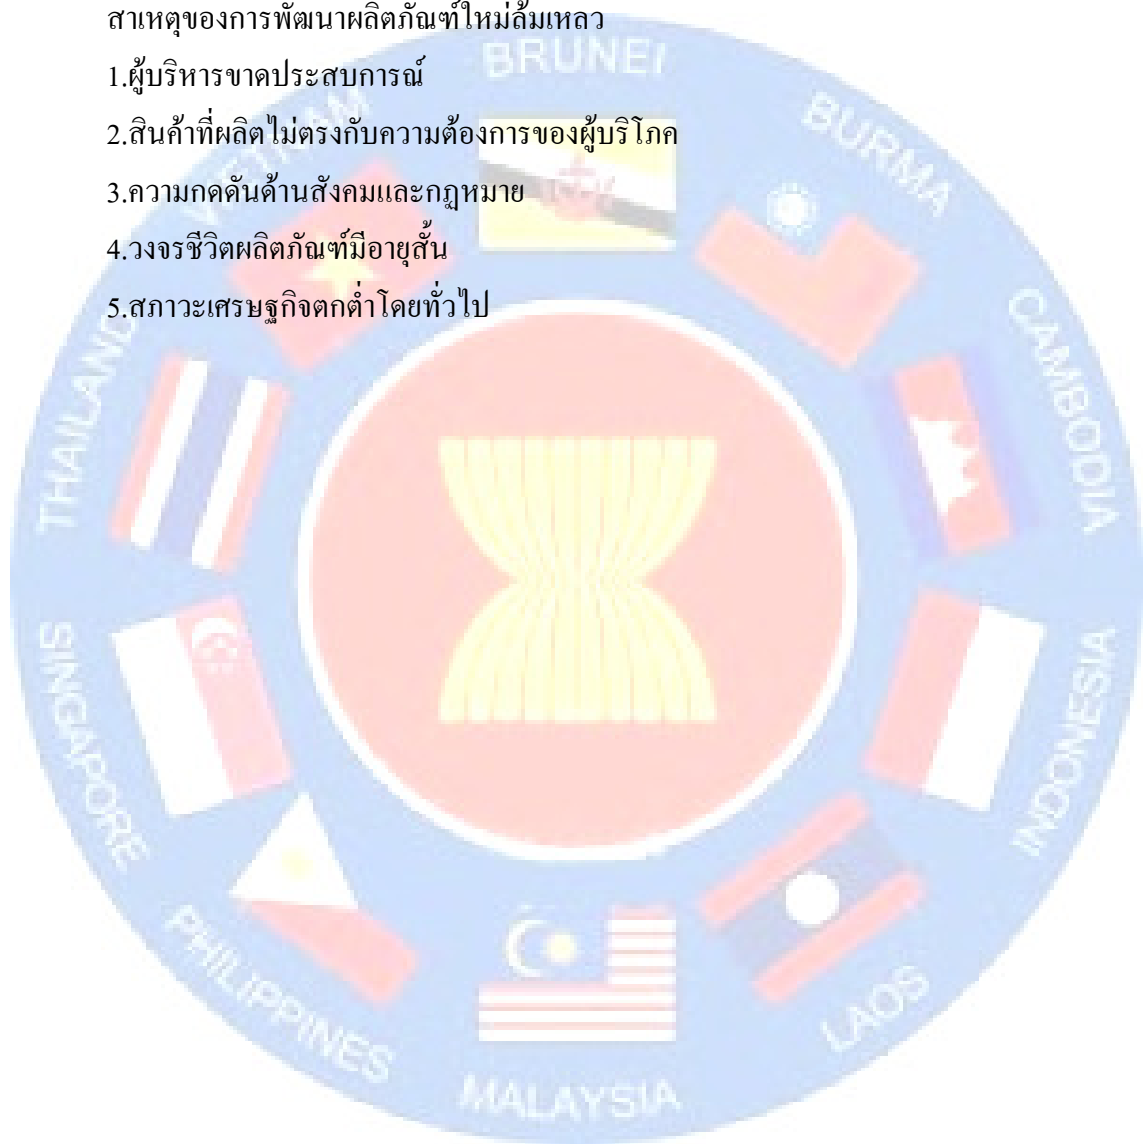 สาเหตุของการพัฒนาผลิตภัณฑ์ใหม่ล้มเหลว
1.ผู้บริหารขาดประสบการณ์
2.สินค้าที่ผลิตไม่ตรงกับความต้องการของผู้บริโภค
3.ความกดดันด้านสังคมและกฎหมาย
4.วงจรชีวิตผลิตภัณฑ์มีอายุสั้น
5.สภาวะเศรษฐกิจตกต่ำโดยทั่วไป
BRUNEI
BURMA
CAMBODIA
INDONESIA
LAOS
MALAYSIA
PHILIPPINES
SINGAPORE
THAILAND
VIETNAM